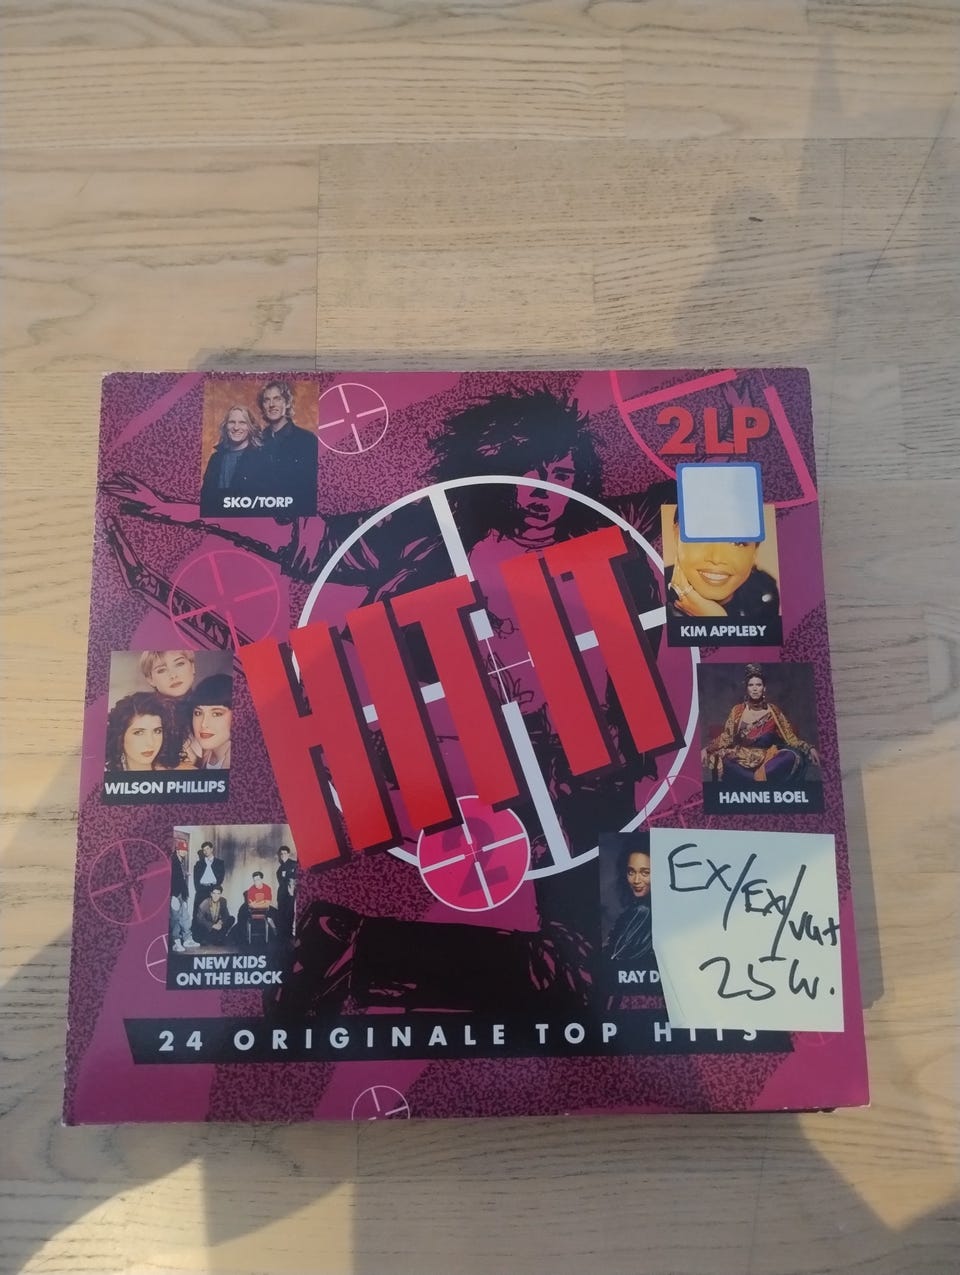 2LP
SKO/TORP
HIT IT
KIM APPLEBY
WILSON PHILLIPS
HANNE BOEL
2
NEW KIDS
ON THE BLOCK
RAY D
Ex/Ex/VG+
25
24 ORIGINALE TOP HITS